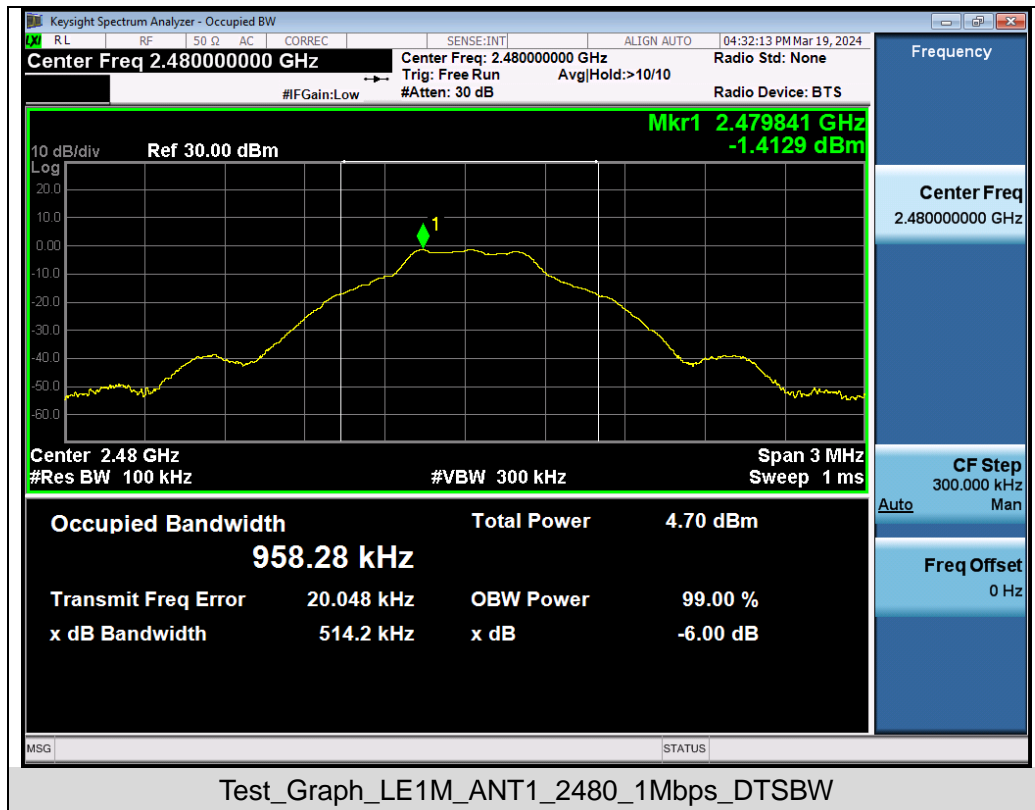 Keysight Spectrum Analyzer - Occupied BW
LXI RL RF 50 Ω AC CORREC SENSE:INT ALIGN AUTO 04:32:13 PM Mar 19, 2024
Center Freq 2.480000000 GHz
Center Freq: 2.480000000 GHz Radio Std: None
Trig: Free Run Avg|Hold:>10/10
#IFGain:Low #Atten: 30 dB Radio Device: BTS
Mkr1 2.479841 GHz
-1.4129 dBm
10 dB/div Ref 30.00 dBm
Log
20.0
10.0
0.00
-10.0
-20.0
-30.0
-40.0
-50.0
-60.0
1
Center 2.48 GHz Span 3 MHz
#Res BW 100 kHz #VBW 300 kHz Sweep 1 ms
Occupied Bandwidth Total Power 4.70 dBm
958.28 kHz
Transmit Freq Error 20.048 kHz OBW Power 99.00 %
x dB Bandwidth 514.2 kHz x dB -6.00 dB
MSG STATUS
Frequency
Center Freq
2.480000000 GHz
CF Step
300.000 kHz
Auto Man
Freq Offset
0 Hz
Test_Graph_LE1M_ANT1_2480_1Mbps_DTSBW